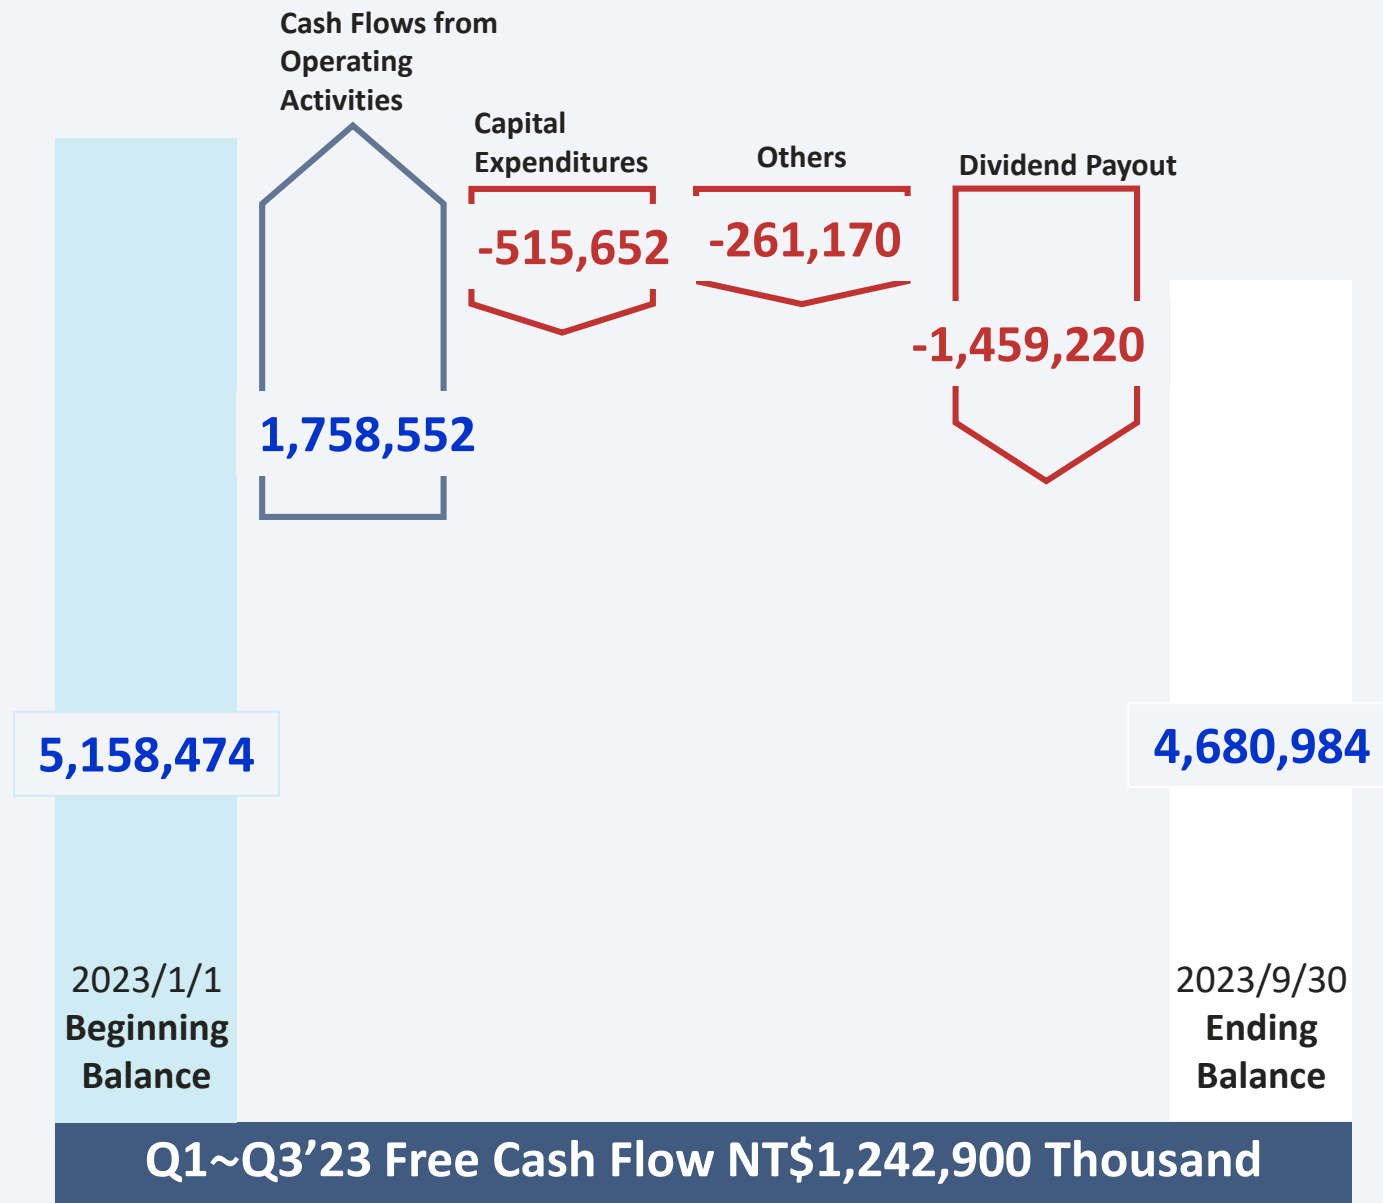 Cash Flows from
Operating
Activities
Capital
Expenditures
Others
Dividend Payout
-515,652
-261,170
-1,459,220
1,758,552
5,158,474
4,680,984
2023/1/1
Beginning
Balance
2023/9/30
Ending
Balance
Q1~Q3’23 Free Cash Flow NT$1,242,900 Thousand